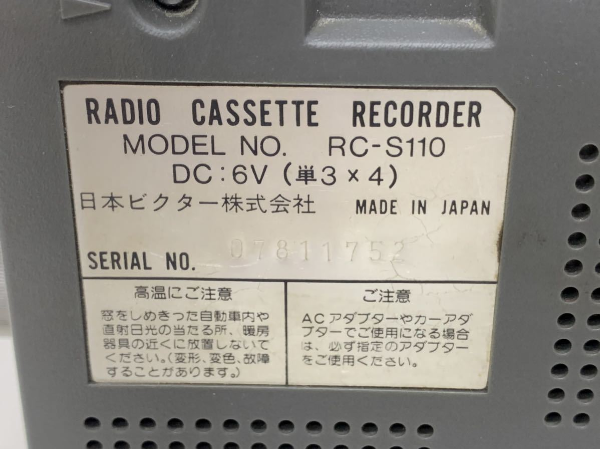 RADIO CASSETTE RECORDER
MODEL NO. RC-S110
DC:6V (単3×4)
日本ビクター株式会社 MADE IN JAPAN
SERIAL NO. 07811752
高温にご注意
窓をしめきった自動車内や
直射日光の当たる所、暖房
器具の近くに放置しないで
ください。(変形、変色、故障
することがあります。)
ご注意
ACアダプターやカーアダ
プターでご使用になる場合
は、必ず指定のアダプター
をご使用ください。